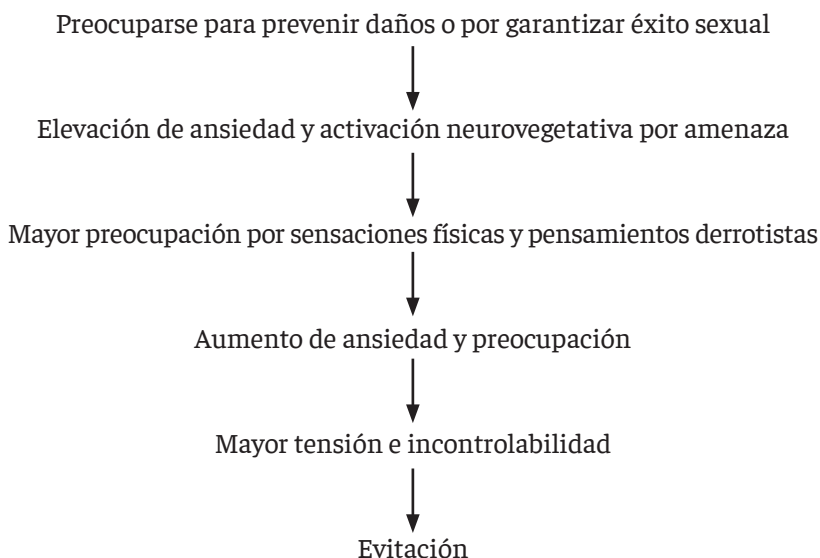 Preocuparse para prevenir daños o por garantizar éxito sexual
Elevación de ansiedad y activación neurovegetativa por amenaza
Mayor preocupación por sensaciones físicas y pensamientos derrotistas
Aumento de ansiedad y preocupación
Mayor tensión e incontrolabilidad
Evitación